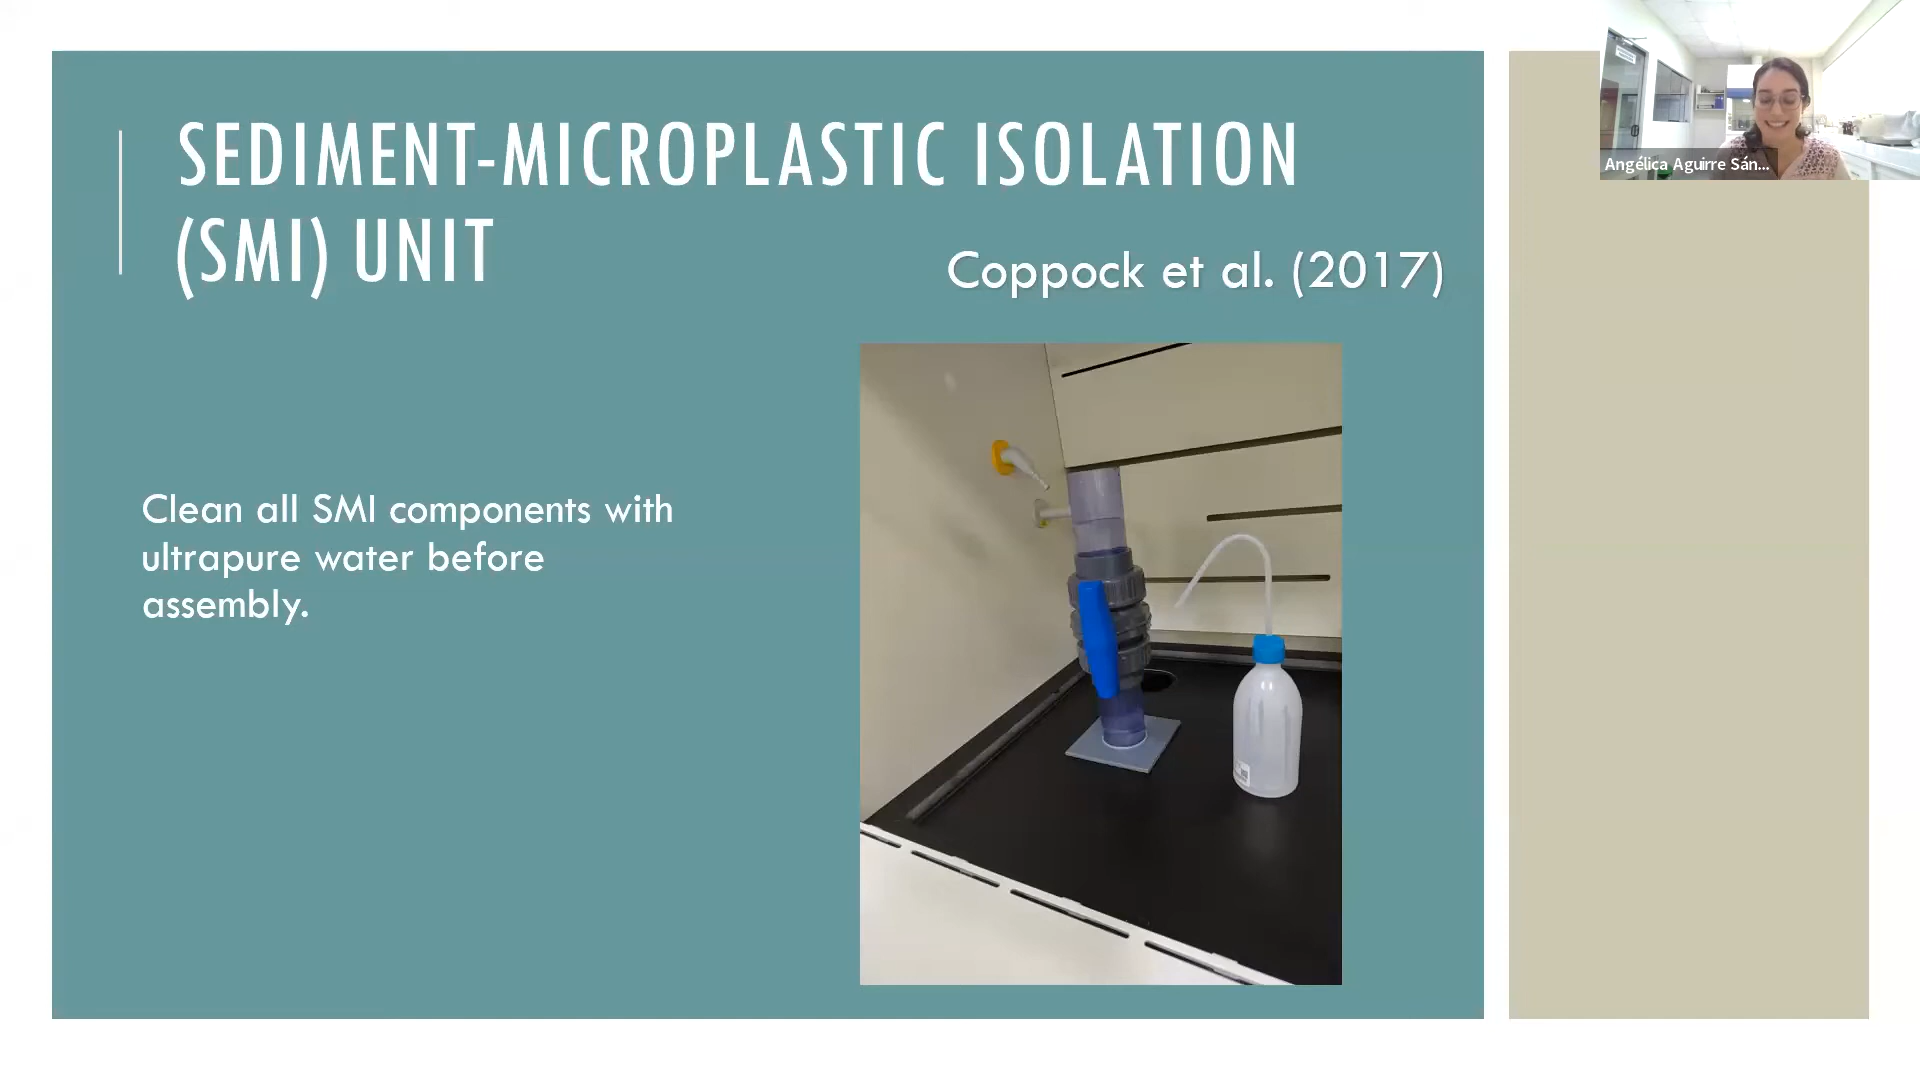 SEDIMENT-MICROPLASTIC ISOLATION
(SMI) UNIT
Coppock et al. (2017)
Clean all SMI components with
ultrapure water before
assembly.
Angélica Aguirre Sán...